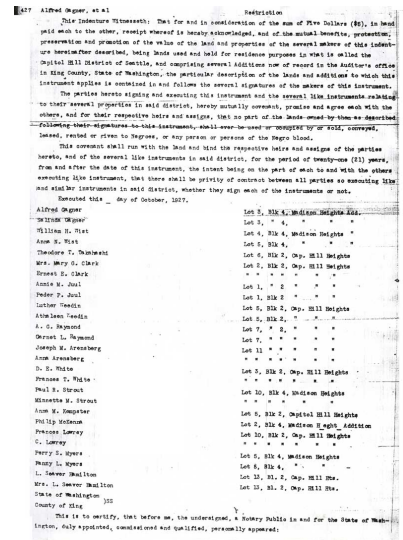 427 Alfred Gagner, et al Restriction
This Indenture Witnesseth: That for and in consideration of the sum of Five Dollars ($5), in hand
paid each to the other, receipt whereof is hereby acknowledged, and of the mutual benefits, protection,
preservation and promotion of the value of the land and properties of the several makers of this indent-
ure hereinafter described, being lands used and held for residence purposes in what is called the
Capitol Hill District of Seattle, and comprising several Additions now of record in the Auditor's office
in King County, State of Washington, the particular description of the lands and additions to which this
instrument applies is contained in and follows the several signatures of the makers of this instrument.
The parties hereto signing and executing this instrument and the several like instruments relating
to their several properties in said district, hereby mutually covenant, promise and agree each with the
others, and for their respective heirs and assigns, that no part of the lands owned by them as described
following their signatures to this instrument, shall ever be used or occupied by or sold, conveyed,
leased, rented or given to Negroes, or any person or persons of the Negro blood.
This covenant shall run with the land and bind the respective heirs and assigns of the parties
hereto, and of the several like instruments in said district, for the period of twenty-one (21) years,
from and after the date of this instrument, the intent being on the part of each to and with the others
executing like instrument, that there shall be privity of contract between all parties so executing like
and similar instruments in said district, whether they sign each of the instruments or not.
Executed this _ day of October, 1927.
Alfred Gagner Lot 3, Blk 4, Madison Heights Add.
Gagner Lot 3, " 4, " "
William H. Wist Lot 4, Blk 4, Madison Heights "
Anna N. Wist Lot 5, Blk 4, " "
Theodore T. Lot 6, Blk 2, Cap. Hill Heights
Mrs. Mary G. Clark Lot 2, Blk 2, Cap. Hill Heights
Ernest E. Clark " " " " " "
Annie M. Juul Lot 1, " 2 " " "
Peder P. Juul Lot 1, Blk 2 " " "
Luther Weedin Lot 5, Blk 2, Cap. Hill Heights
Weedin Lot 5, Blk 2, " " "
A. G. Raymond Lot 7, " 2, " " "
Garnet L. Raymond Lot 7, " " " " "
Joseph M. Arensberg Lot 11 " " " " "
Anna Arensberg " " " " " "
D. E. White Lot 3, Blk 2, Cap. Hill Heights
Frances T. White " " " " " "
Paul R. Strout Lot 10, Blk 4, Madison Heights
Minnette M. Strout " " " " " "
Anna M. Kempster Lot 8, Blk 2, Capitol Hill Heights
Philip McKenna Lot 2, Blk 4, Madison Height Addition
Frances Lowrey Lot 10, Blk 2, Cap. Hill Heights
C. Lowrey " " " " " "
Perry S. Myers Lot 5, Blk 4, Madison Heights
Fanny L. Myers Lot 8, Blk 4, " "
L. Seaver Hamilton Lot 13, Bl. 2, Cap. Hill Hts.
Mrs. L. Seaver Hamilton Lot 13, Bl. 2, Cap. Hill Hts.
State of Washington
)SS
County of King
This is to certify, that before me, the undersigned, a Notary Public in and for the State of Wash-
ington, duly appointed, commissioned and qualified, personally appeared: